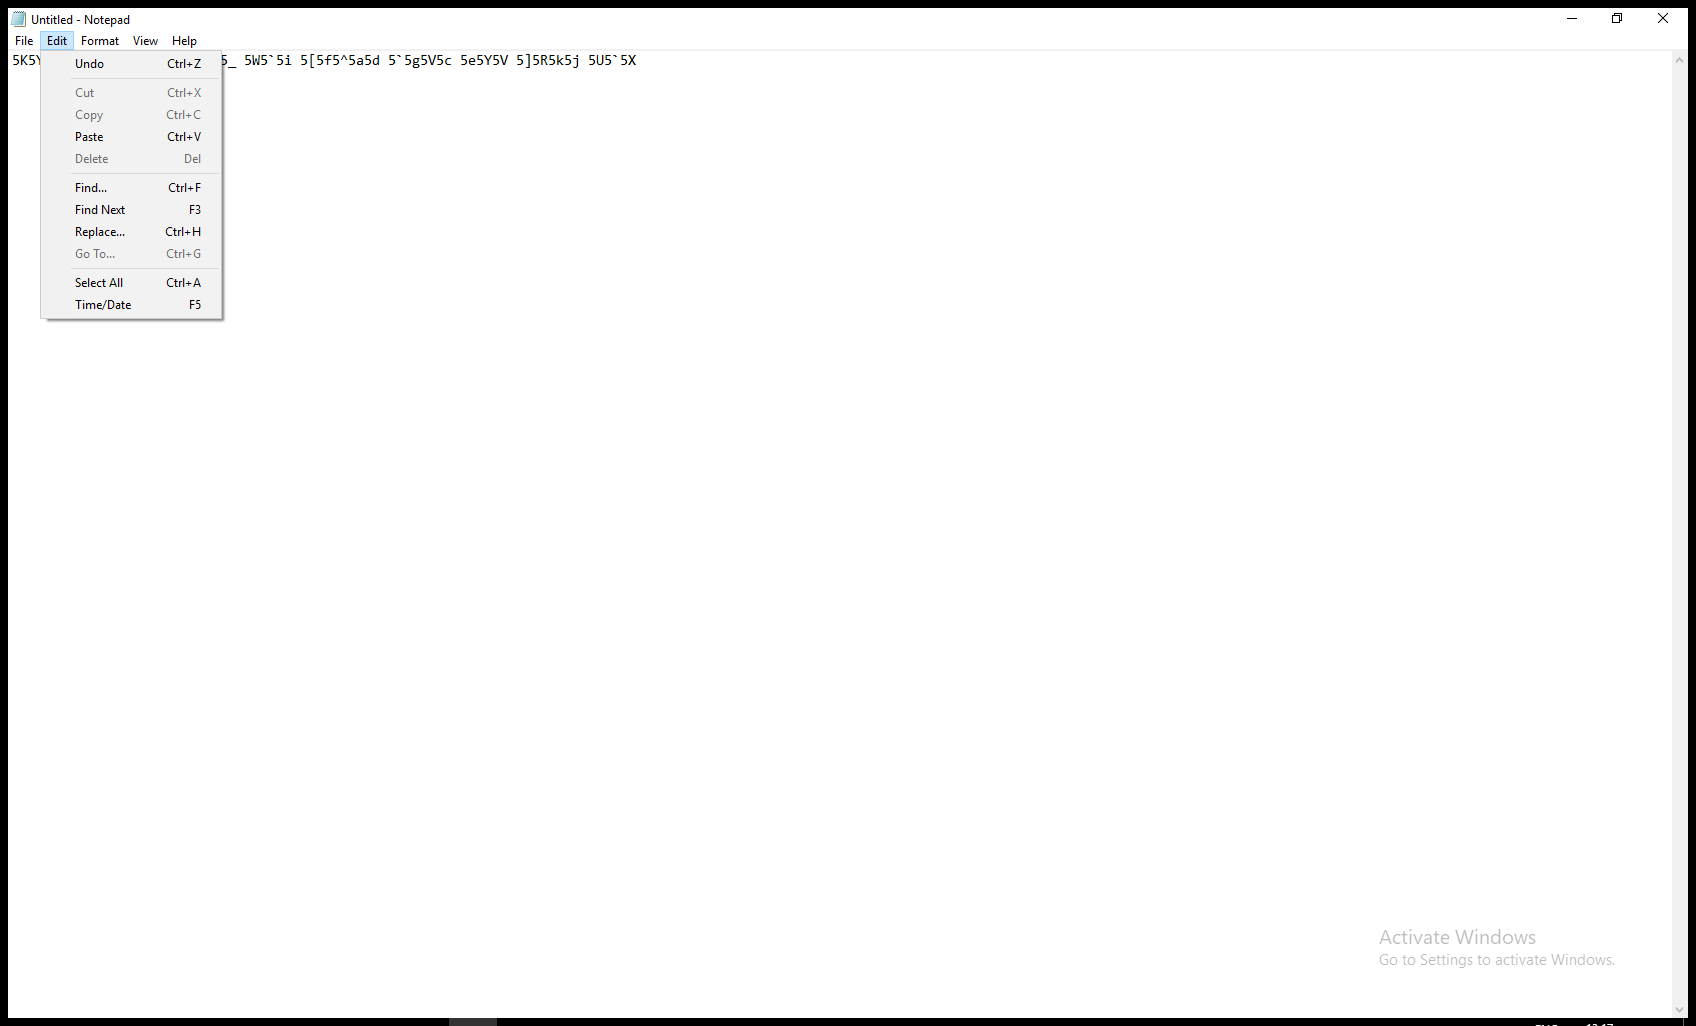 Untitled - Notepad
File Edit Format View Help
5_ 5W5`5i 5[5f5^5a5d 5`5g5V5c 5e5Y5V 5]5R5k5j 5U5`5X
Undo Ctrl+Z
Cut Ctrl+X
Copy Ctrl+C
Paste Ctrl+V
Delete Del
Find... Ctrl+F
Find Next F3
Replace... Ctrl+H
Go To... Ctrl+G
Select All Ctrl+A
Time/Date F5
Activate Windows
Go to Settings to activate Windows.